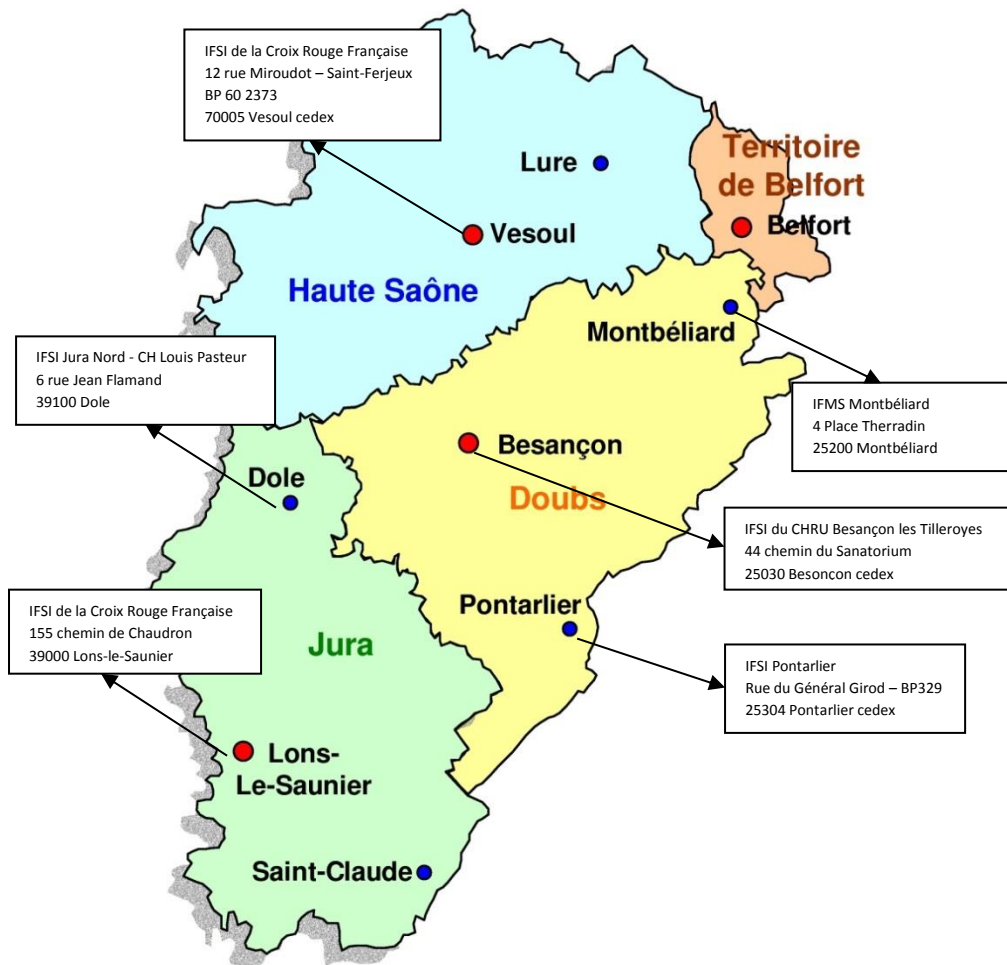 IFSI de la Croix Rouge Française
12 rue Miroudot – Saint-Ferjeux
BP 60 2373
70005 Vesoul cedex
Lure
Territoire
de Belfort
Belfort
Vesoul
Haute Saône
Montbéliard
IFSI Jura Nord - CH Louis Pasteur
6 rue Jean Flamand
39100 Dole
IFMS Montbéliard
4 Place Therradin
25200 Montbéliard
Besançon
Dole
Doubs
IFSI du CHRU Besançon les Tilleroyes
44 chemin du Sanatorium
25030 Besonçon cedex
IFSI de la Croix Rouge Française
155 chemin de Chaudron
39000 Lons-le-Saunier
Pontarlier
Jura
IFSI Pontarlier
Rue du Général Girod – BP329
25304 Pontarlier cedex
Lons-
Le-Saunier
Saint-Claude